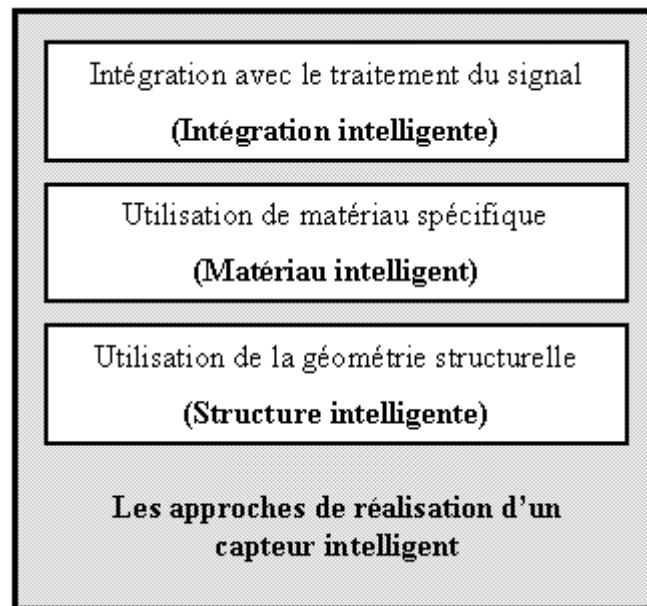 Intégration avec le traitement du signal
(Intégration intelligente)
Utilisation de matériau spécifique
(Matériau intelligent)
Utilisation de la géométrie structurelle
(Structure intelligente)
Les approches de réalisation d’un
capteur intelligent